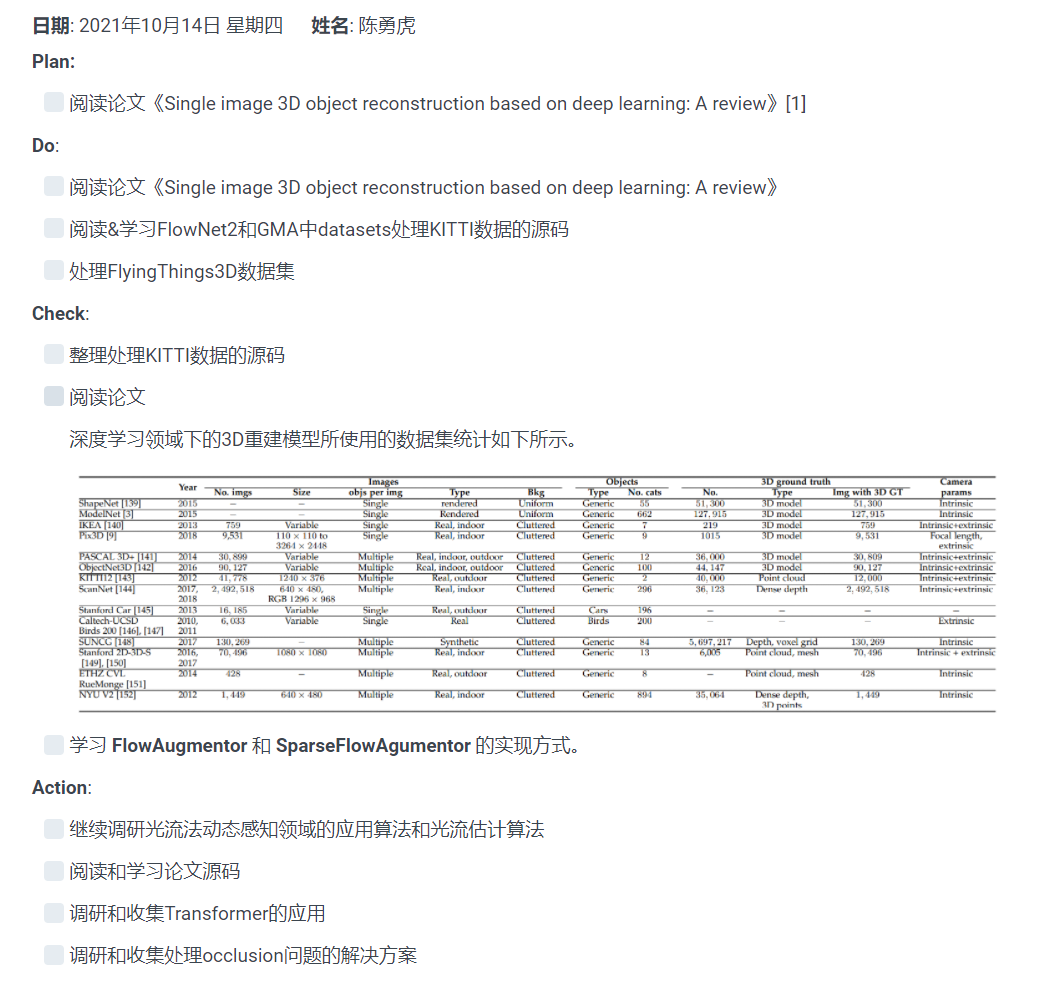 日期: 2021年10月14日 星期四 姓名: 陈勇虎
Plan:
阅读论文《Single image 3D object reconstruction based on deep learning: A review》[1]
Do:
阅读论文《Single image 3D object reconstruction based on deep learning: A review》
阅读&学习FlowNet2和GMA中datasets处理KITTI数据的源码
处理FlyingThings3D数据集
Check:
整理处理KITTI数据的源码
阅读论文
深度学习领域下的3D重建模型所使用的数据集统计如下所示。
Year Images Objects 3D ground truth Camera
No. imgs Size objs per img Type Bkg Type No. cats No. Type Img with 3D GT params
ShapeNet [139] 2015 – – Single rendered Uniform Generic 55 51,300 3D model 51,300 Intrinsic
ModelNet [3] 2015 – – Single Rendered Uniform Generic 662 127,915 3D model 127,915 Intrinsic
IKEA [140] 2013 759 Variable Single Real, indoor Cluttered Generic 7 219 3D model 759 Intrinsic+extrinsic
Pix3D [9] 2018 9,531 110 × 110 to Single Real, indoor Cluttered Generic 9 1015 3D model 9,531 Focal length,
3264 × 2448 extrinsic
PASCAL 3D+ [141] 2014 30,899 Variable Multiple Real, indoor, outdoor Cluttered Generic 12 36,000 3D model 30,809 Intrinsic+extrinsic
ObjectNet3D [142] 2016 90,127 Variable Multiple Real, indoor, outdoor Cluttered Generic 100 44,147 3D model 90,127 Intrinsic+extrinsic
KITTI12 [143] 2012 41,778 1240 × 376 Multiple Real, outdoor Cluttered Generic 2 40,000 Point cloud 12,000 Intrinsic+extrinsic
ScanNet [144] 2017, 2,492,518 640 × 480, Multiple Real, indoor Cluttered Generic 296 36,123 Dense depth 2,492,518 Intrinsic+extrinsic
2018 RGB 1296 × 968
Stanford Car [145] 2013 16,185 Variable Single Real, outdoor Cluttered Cars 196 – – – –
Caltech-UCSD 2010, 6,033 Variable Single Real Cluttered Birds 200 – – – Extrinsic
Birds 200 [146], [147] 2011
SUNCG [148] 2017 130,269 – Multiple Synthetic Cluttered Generic 84 5,697,217 Depth, voxel grid 130,269 Intrinsic
Stanford 2D-3D-S 2016, 70,496 1080 × 1080 Multiple Real, indoor Cluttered Generic 13 6,005 Point cloud, mesh 70,496 Intrinsic + extrinsic
[149], [150] 2017
ETHZ CVL 2014 428 – Multiple Real, outdoor Cluttered Generic 8 – Point cloud, mesh 428 Intrinsic
RueMonge [151]
NYU V2 [152] 2012 1,449 640 × 480 Multiple Real, indoor Cluttered Generic 894 35,064 Dense depth, 1,449 Intrinsic
3D points
学习 FlowAugmentor 和 SparseFlowAgumentor 的实现方式。
Action:
继续调研光流法动态感知领域的应用算法和光流估计算法
阅读和学习论文源码
调研和收集Transformer的应用
调研和收集处理occlusion问题的解决方案